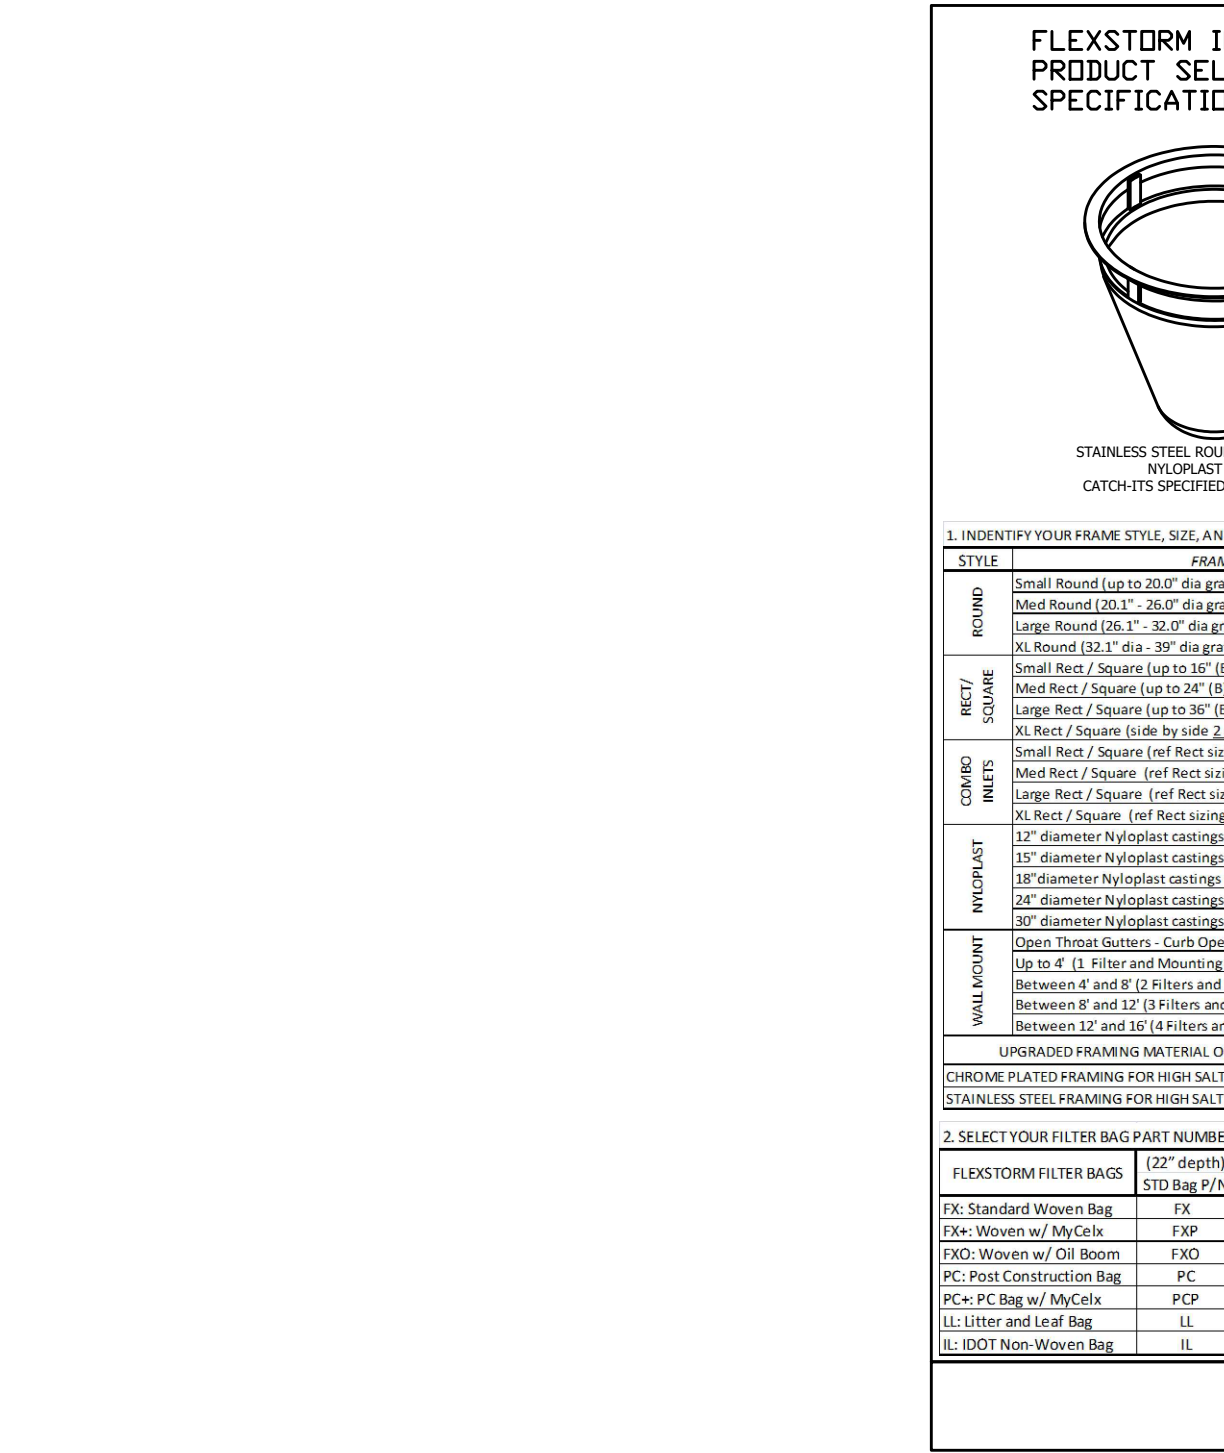 FLEXSTORM I
PRODUCT SEL
SPECIFICATIO
STAINLESS STEEL ROU
NYLOPLAST
CATCH-ITS SPECIFIED
1. INDENTIFY YOUR FRAME STYLE, SIZE, AN
STYLE FRAM
ROUND
Small Round (up to 20.0" dia gra
Med Round (20.1" - 26.0" dia gra
Large Round (26.1" - 32.0" dia gr
XL Round (32.1" dia - 39" dia gra
RECT/
SQUARE
Small Rect / Square (up to 16" (B
Med Rect / Square (up to 24" (B)
Large Rect / Square (up to 36" (B
XL Rect / Square (side by side 2
COMBO
INLETS
Small Rect / Square (ref Rect siz
Med Rect / Square (ref Rect sizi
Large Rect / Square (ref Rect siz
XL Rect / Square (ref Rect sizing
NYLOPLAST
12" diameter Nyloplast castings
15" diameter Nyloplast castings
18"diameter Nyloplast castings
24" diameter Nyloplast castings
30" diameter Nyloplast castings
WALL MOUNT
Open Throat Gutters - Curb Ope
Up to 4' (1 Filter and Mounting
Between 4' and 8' (2 Filters and
Between 8' and 12' (3 Filters and
Between 12' and 16' (4 Filters an
UPGRADED FRAMING MATERIAL O
CHROME PLATED FRAMING FOR HIGH SALT
STAINLESS STEEL FRAMING FOR HIGH SALT
2. SELECT YOUR FILTER BAG PART NUMBE
FLEXSTORM FILTER BAGS
(22" depth)
STD Bag P/N
FX: Standard Woven Bag FX
FX+: Woven w/ MyCelx FXP
FXO: Woven w/ Oil Boom FXO
PC: Post Construction Bag PC
PC+: PC Bag w/ MyCelx PCP
LL: Litter and Leaf Bag LL
IL: IDOT Non-Woven Bag IL